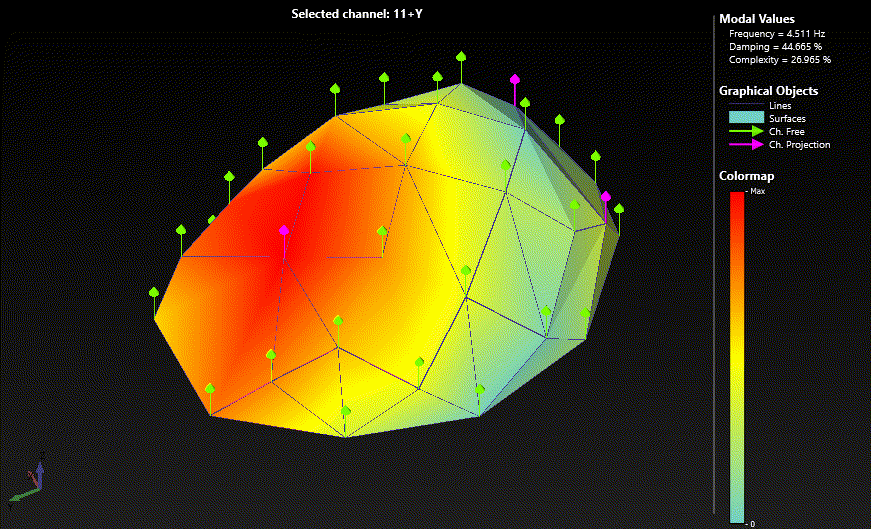 Selected channel: 11+Y
Modal Values
Frequency = 4.511 Hz
Damping = 44.665 %
Complexity = 26.965 %
Graphical Objects
Lines
Surfaces
Ch. Free
Ch. Projection
Colormap
- Max
- 0